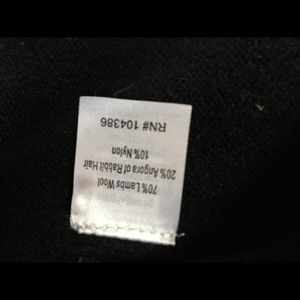 70% Lambs Wool
20% Angora of Rabbit Hair
10% Nylon
RN# 104386